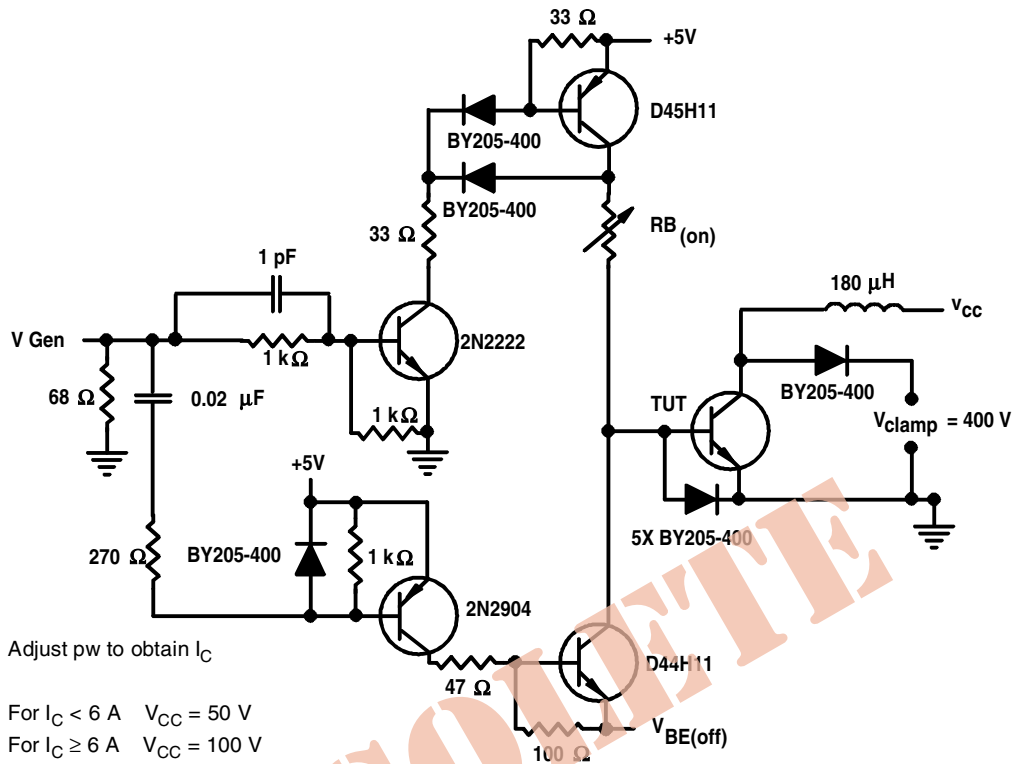 33 Ω
+5V
D45H11
BY205-400
BY205-400
33 Ω
RB(on)
1 pF
180 μH
vcc
V Gen
1 kΩ
2N2222
68 Ω
0.02 μF
BY205-400
TUT
Vclamp = 400 V
1 kΩ
+5V
5X BY205-400
270 Ω
BY205-400
1 kΩ
2N2904
Adjust pw to obtain IC
47 Ω
D44H11
For IC < 6 A VCC = 50 V
VBE(off)
For IC ≥ 6 A VCC = 100 V
100 Ω